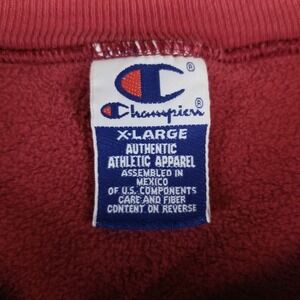 ®
Champion®
X-LARGE
AUTHENTIC
ATHLETIC APPAREL
ASSEMBLED IN
MEXICO
OF U.S. COMPONENTS
CARE AND FIBER
CONTENT ON REVERSE